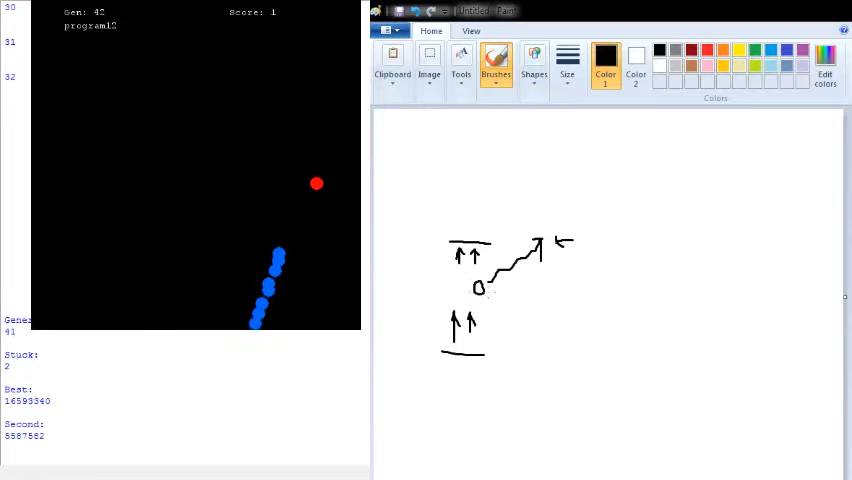 30
31
32
Gen: 42
Score: 1
program12
41
Stuck:
2
Best:
16593340
Second:
5587582
Untitled - Paint
Home
View
Clipboard
Image
Tools
Brushes
Shapes
Size
Color 1
Color 2
Edit colors
Colors